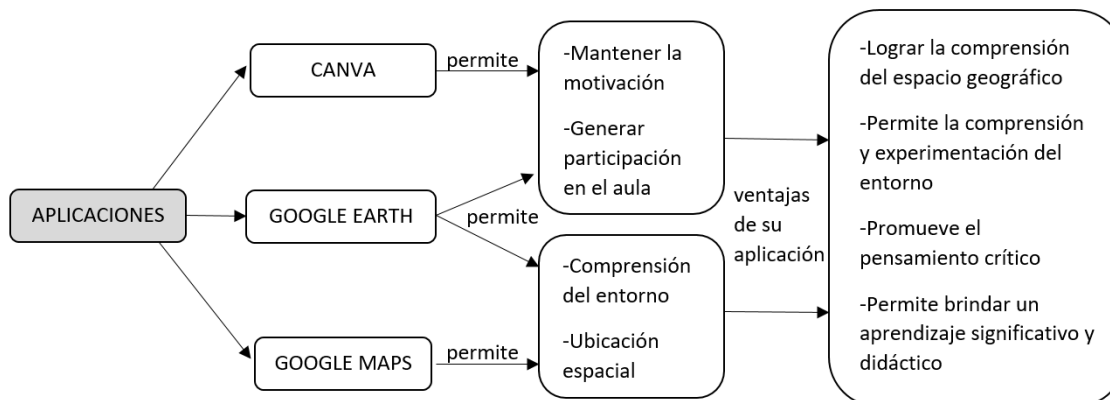 APLICACIONES
CANVA
GOOGLE EARTH
GOOGLE MAPS
permite
permite
permite
-Mantener la
motivación
-Generar
participación
en el aula
-Comprensión
del entorno
-Ubicación
espacial
ventajas
de su
aplicación
-Lograr la comprensión
del espacio geográfico
-Permite la comprensión
y experimentación del
entorno
-Promueve el
pensamiento crítico
-Permite brindar un
aprendizaje significativo y
didáctico